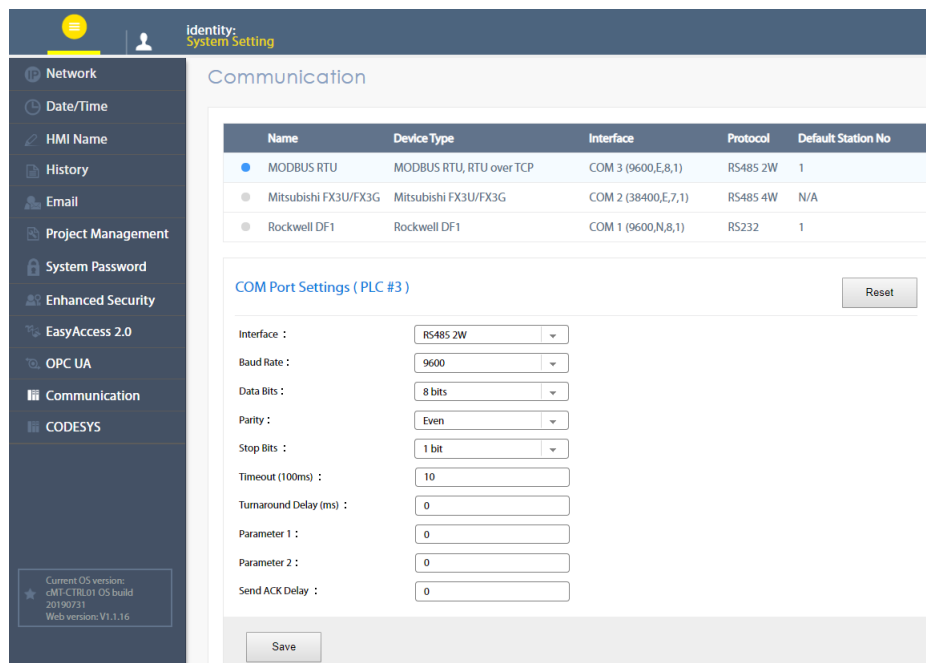 identity:
System Setting
Network
Date/Time
HMI Name
History
Email
Project Management
System Password
Enhanced Security
EasyAccess 2.0
OPC UA
Communication
CODESYS
Current OS version:
cMT-CTRL01 OS build
20190731
Web version: V1.1.16
Communication
Name Device Type Interface Protocol Default Station No
MODBUS RTU MODBUS RTU, RTU over TCP COM 3 (9600,E,8,1) RS485 2W 1
Mitsubishi FX3U/FX3G Mitsubishi FX3U/FX3G COM 2 (38400,E,7,1) RS485 4W N/A
Rockwell DF1 Rockwell DF1 COM 1 (9600,N,8,1) RS232 1
COM Port Settings ( PLC #3 ) Reset
Interface : RS485 2W
Baud Rate : 9600
Data Bits : 8 bits
Parity : Even
Stop Bits : 1 bit
Timeout (100ms) : 10
Turnaround Delay (ms) : 0
Parameter 1 : 0
Parameter 2 : 0
Send ACK Delay : 0
Save